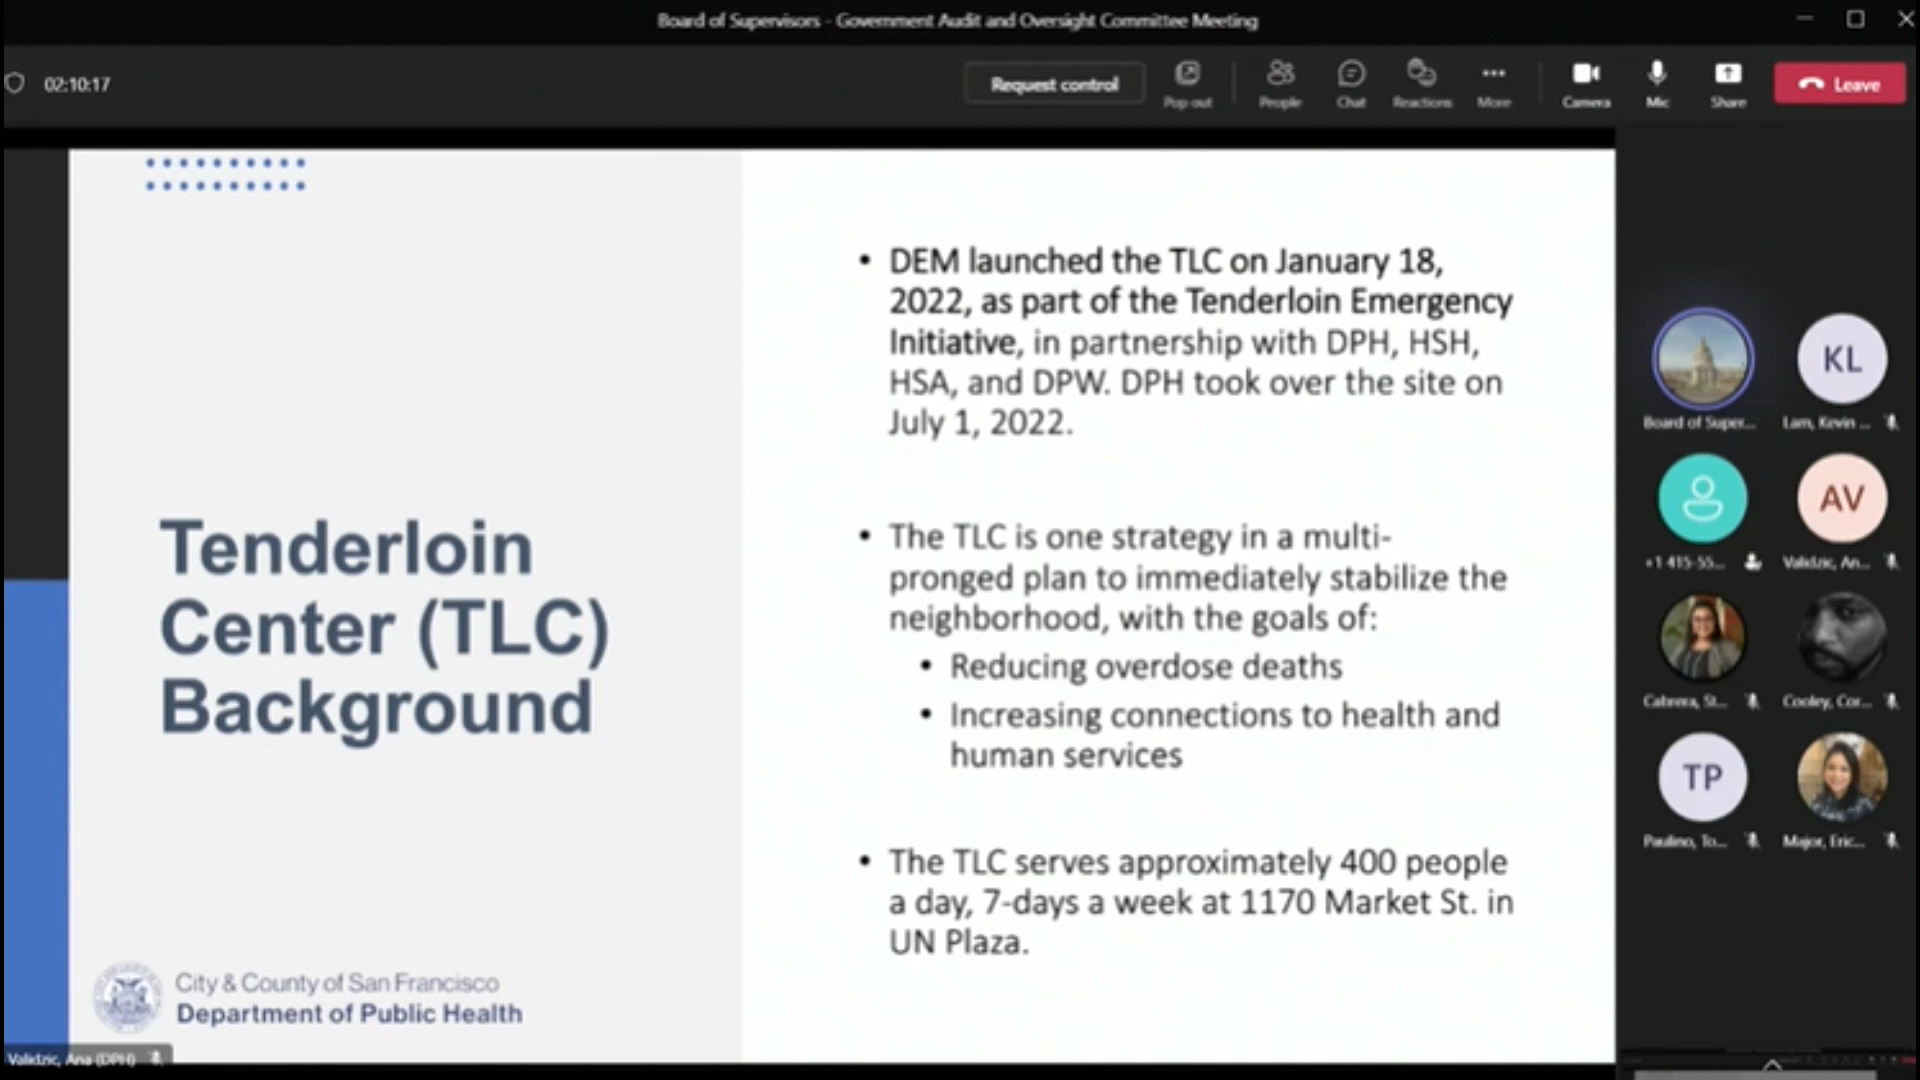 Board of Supervisors - Government Audit and Oversight Committee Meeting
02:10:17
Request control
Pop out
People
Chat
Reactions
More
Camera
Mic
Share
Leave
Tenderloin
Center (TLC)
Background
City & County of San Francisco
Department of Public Health
• DEM launched the TLC on January 18,
2022, as part of the Tenderloin Emergency
Initiative, in partnership with DPH, HSH,
HSA, and DPW. DPH took over the site on
July 1, 2022.
• The TLC is one strategy in a multi-
pronged plan to immediately stabilize the
neighborhood, with the goals of:
• Reducing overdose deaths
• Increasing connections to health and
human services
• The TLC serves approximately 400 people
a day, 7-days a week at 1170 Market St. in
UN Plaza.
Board of Super...
KL
Lam, Kevin ...
+1 415-55...
AV
Validzic, An...
Cabrera, St...
Cooley, Cor...
TP
Paulino, To...
Major, Eric...
Validzic, Ana (DPH)